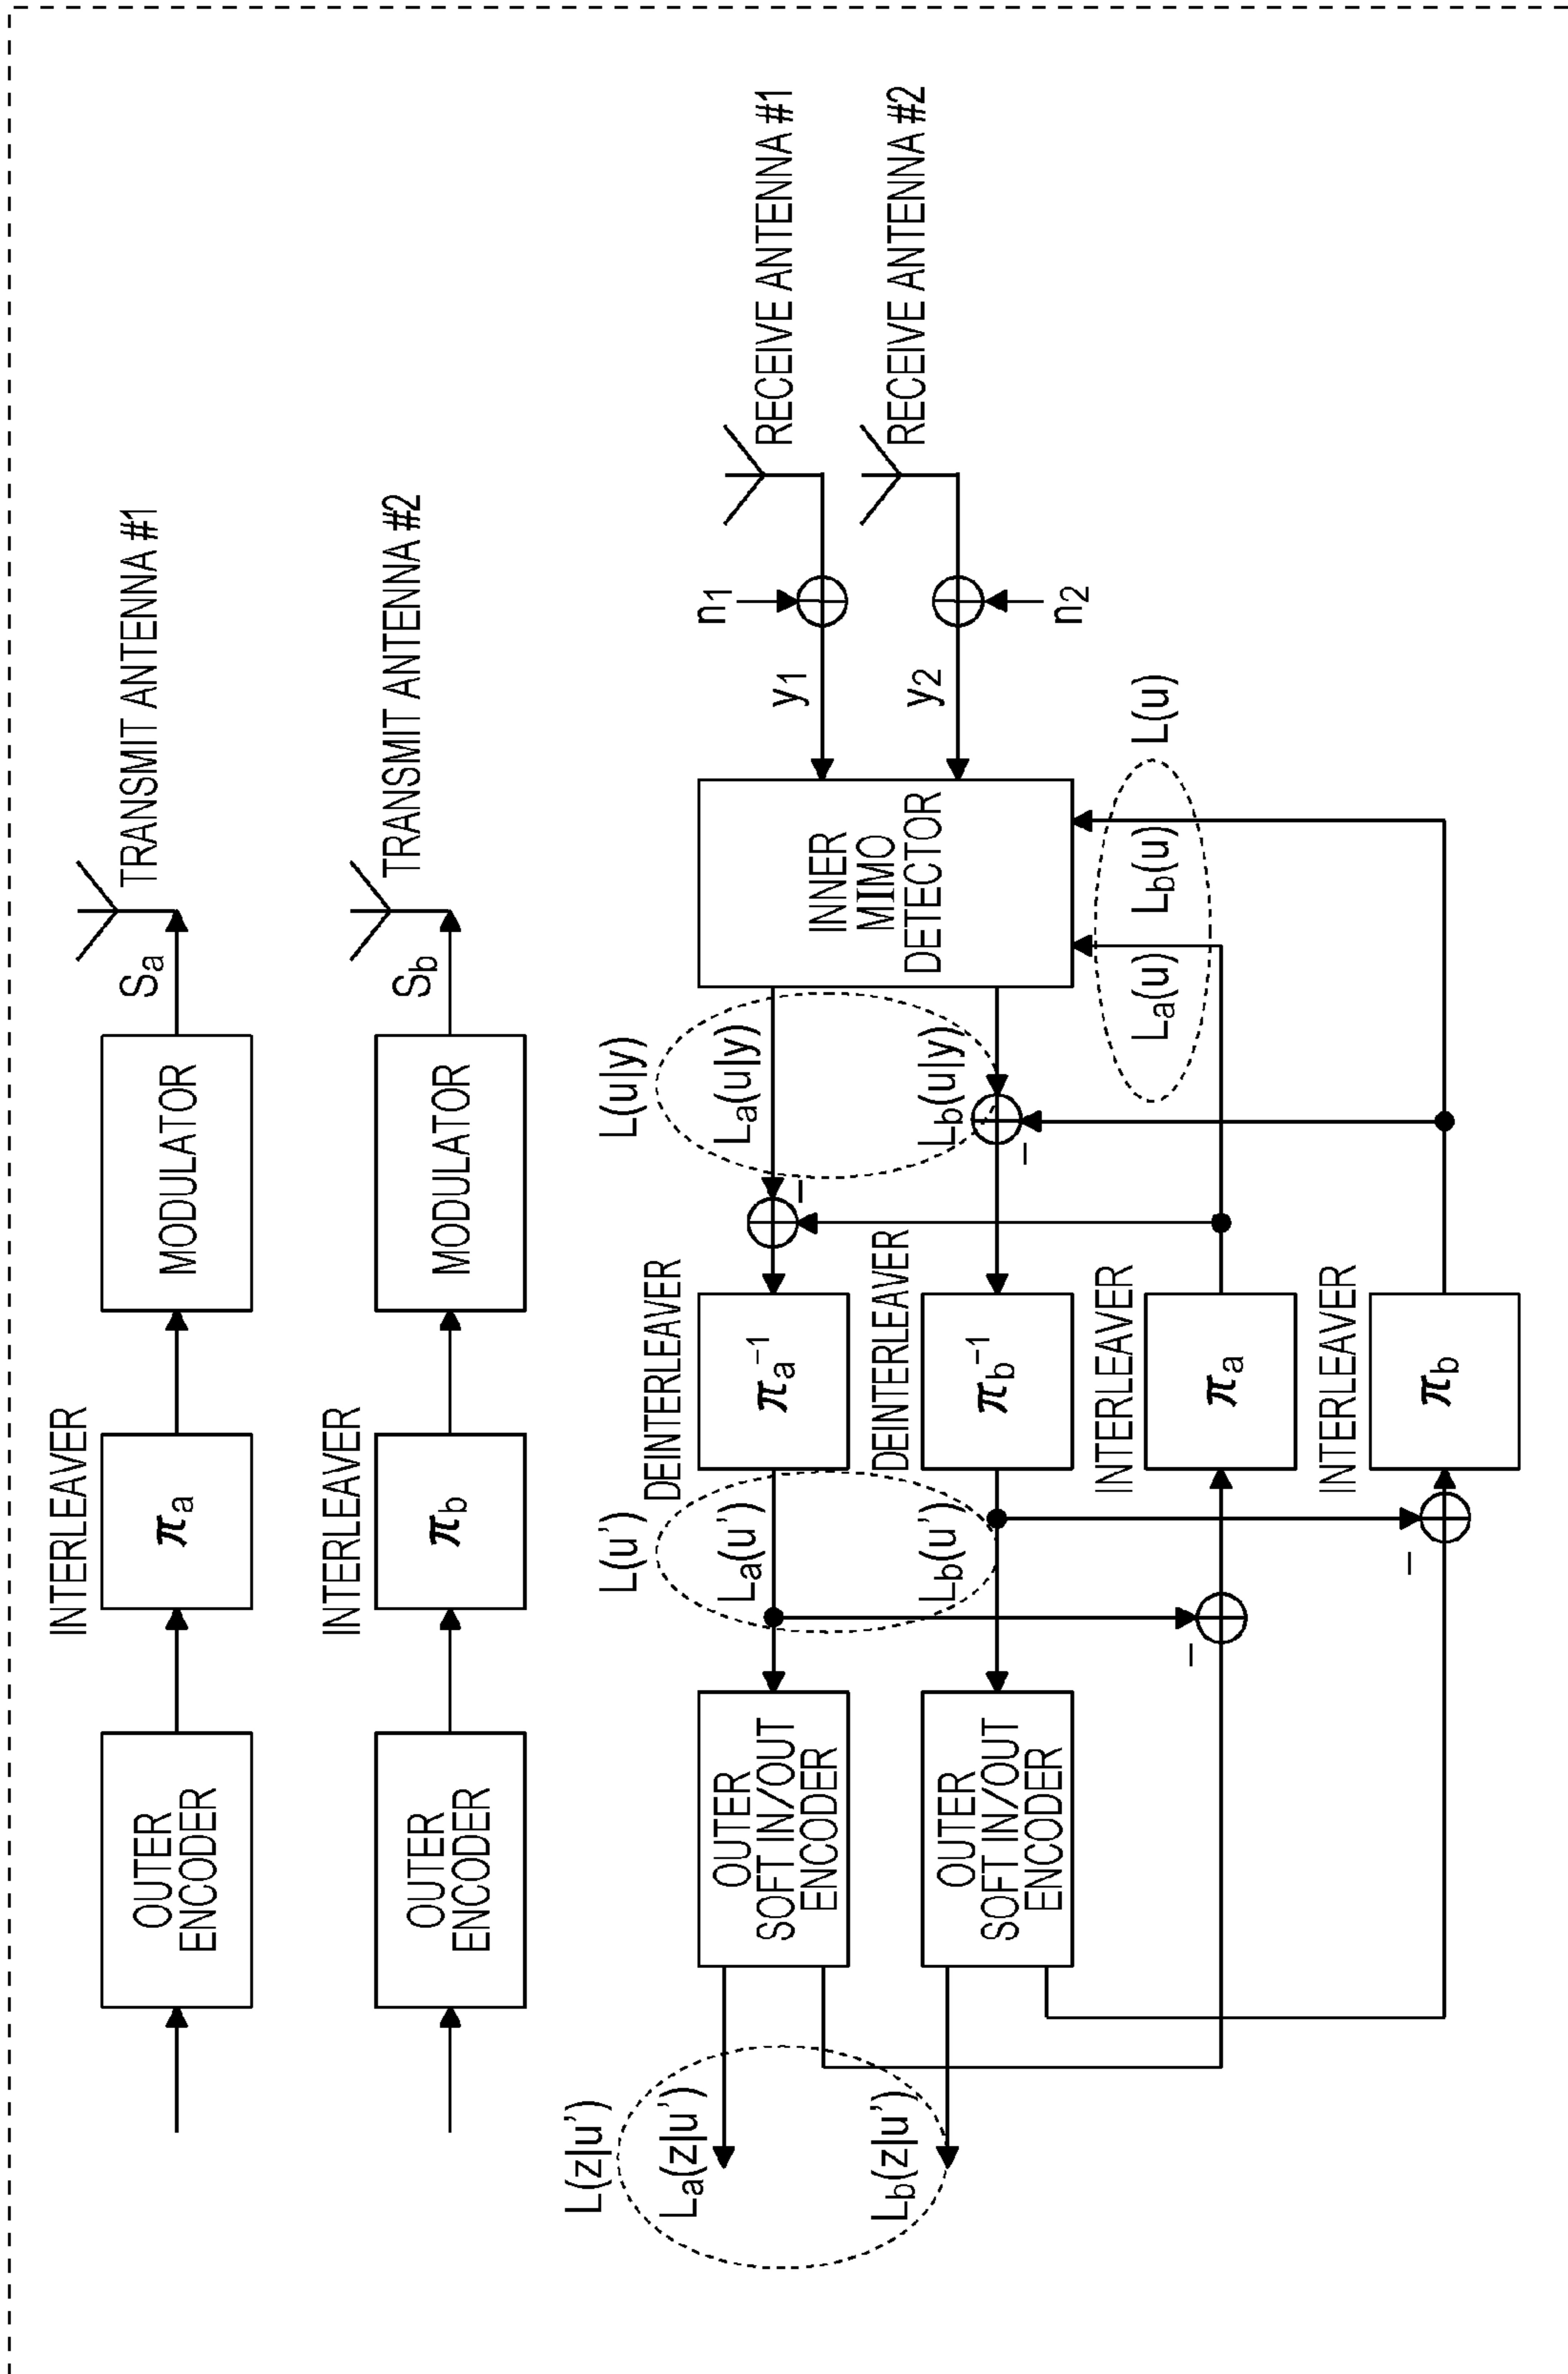 INTERLEAVER
OUTER
ENCODER
πa
MODULATOR
Sa
TRANSMIT ANTENNA #1
INTERLEAVER
OUTER
ENCODER
πb
MODULATOR
Sb
TRANSMIT ANTENNA #2
L(z|u')
La(z|u')
Lb(z|u')
OUTER
SOFT IN/OUT
ENCODER
OUTER
SOFT IN/OUT
ENCODER
L(u')
La(u')
Lb(u')
−
−
DEINTERLEAVER
πa⁻¹
DEINTERLEAVER
πb⁻¹
INTERLEAVER
πa
INTERLEAVER
πb
L(u|y)
La(u|y)
Lb(u|y)
−
−
INNER
MIMO
DETECTOR
La(u)
Lb(u)
L(u)
y1
y2
n1
n2
RECEIVE ANTENNA #1
RECEIVE ANTENNA #2